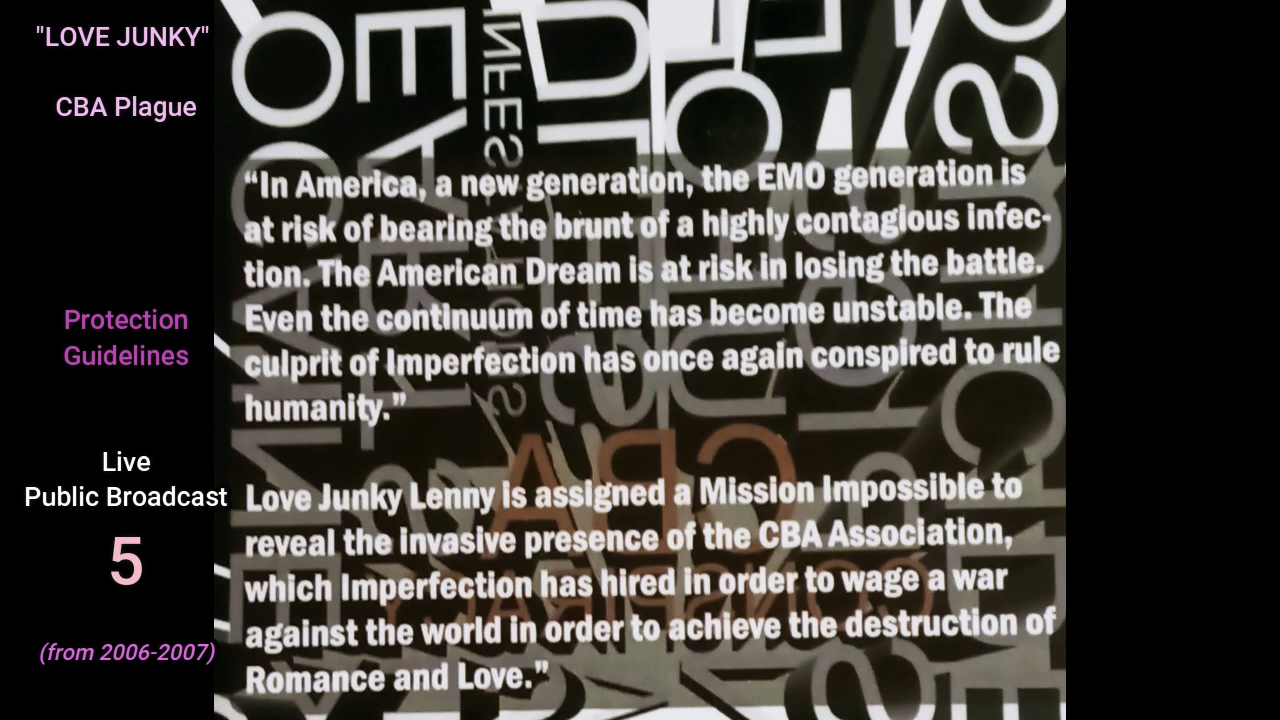 "LOVE JUNKY"
CBA Plague
Protection
Guidelines
Live
Public Broadcast
5
(from 2006-2007)
“In America, a new generation, the EMO generation is
at risk of bearing the brunt of a highly contagious infec-
tion. The American Dream is at risk in losing the battle.
Even the continuum of time has become unstable. The
culprit of Imperfection has once again conspired to rule
humanity.”
Love Junky Lenny is assigned a Mission Impossible to
reveal the invasive presence of the CBA Association,
which Imperfection has hired in order to wage a war
against the world in order to achieve the destruction of
Romance and Love.”
CBA
CONSPIRACY